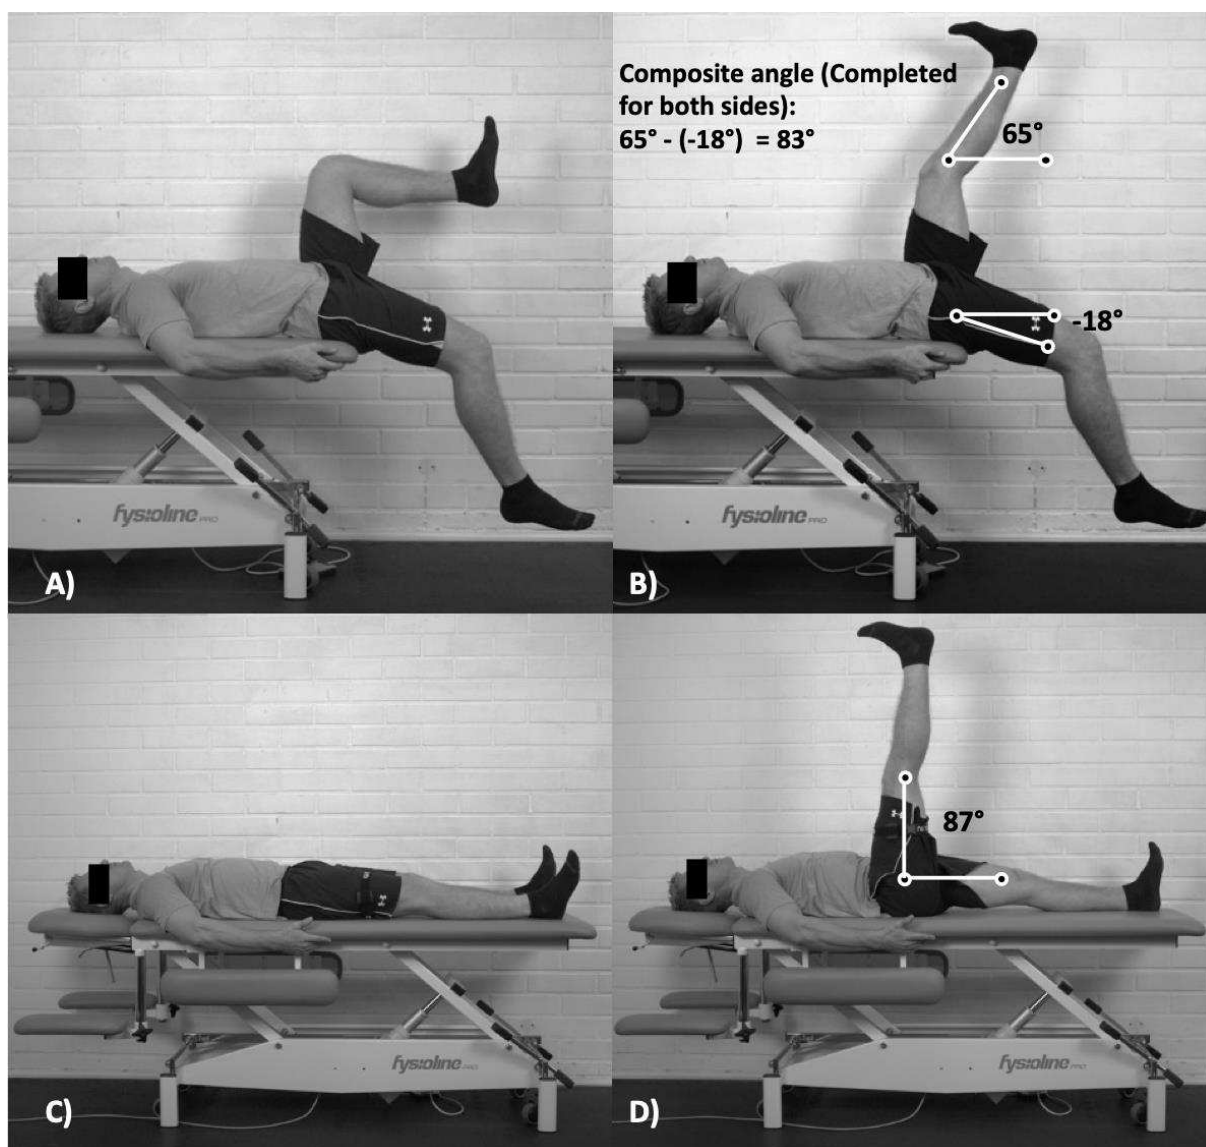 Composite angle (Completed
for both sides):
65° - (-18°) = 83°
65°
-18°
fysioline PRO
fysioline PRO
A)
B)
87°
fysioline PRO
fysioline PRO
C)
D)